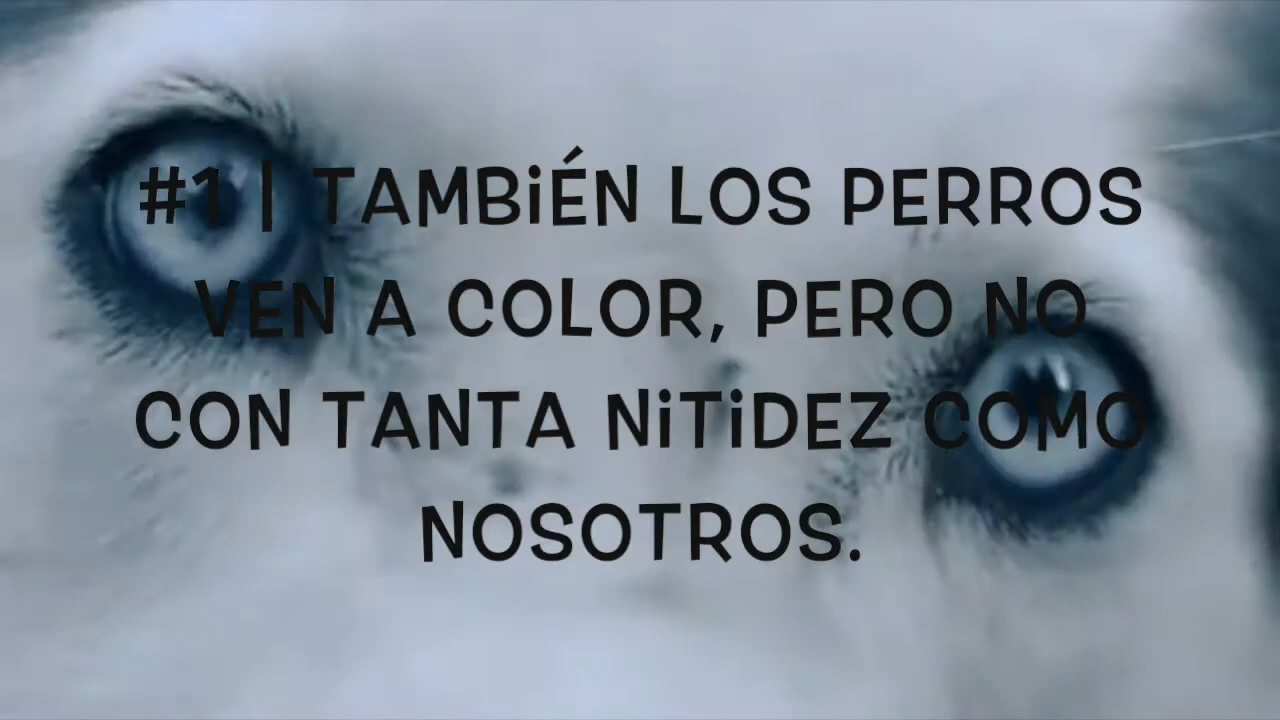 #1 | TAMBiÉN LOS PERROS
VEN A COLOR, PERO NO
CON TANTA NiTiDEZ COMO
NOSOTROS.